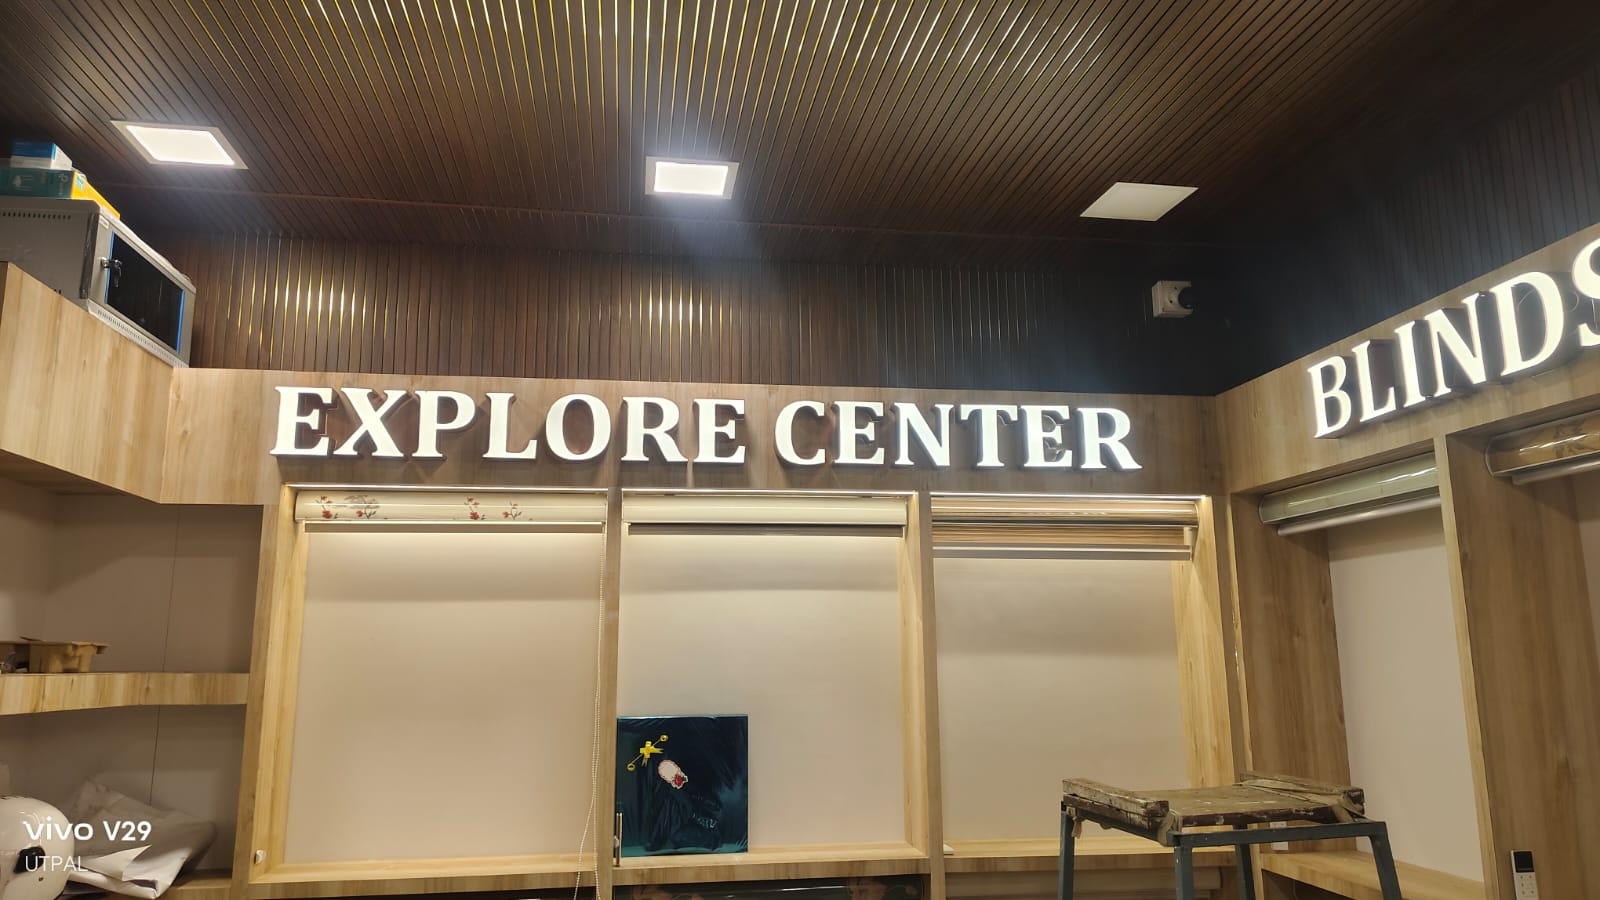 EXPLORE CENTER
BLINDS
vivo V29
UTPAL